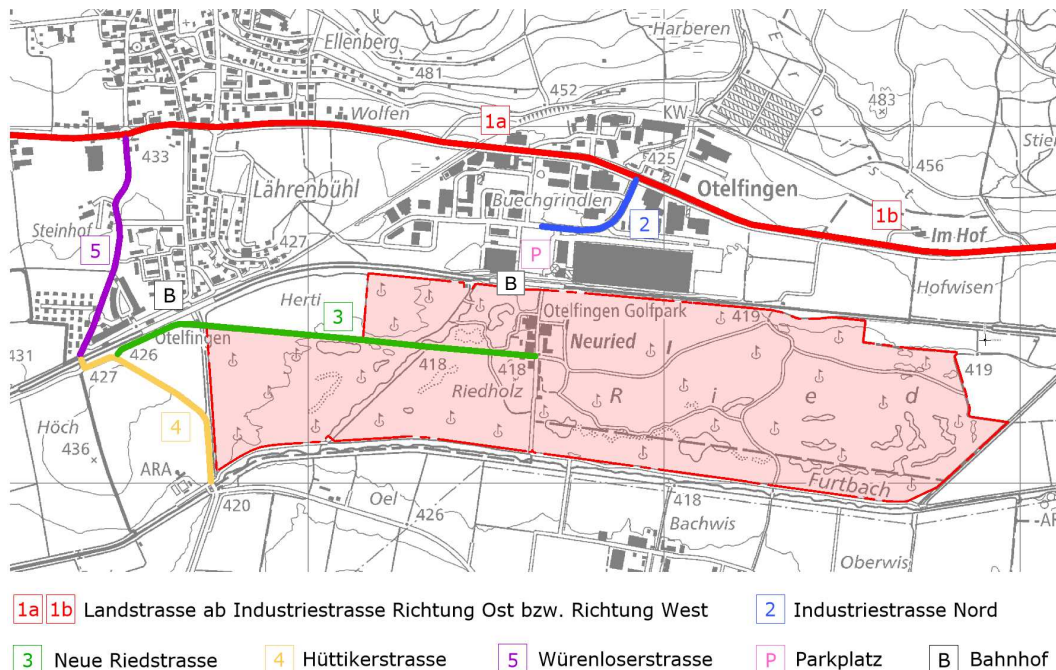 Ellenberg
Harberen
481
452
Wolfen
KW
483
1a
433
425
456
Stier
Lährenbühl
Otelfingen
Buechgrindlen
Steinhof
427
2
1b
Im Hof
5
P
B
B
Herti
Hofwisen
Otelfingen
3
Otelfingen Golfpark
419
431
426
Neuried
427
418
418
419
Riedholz
R i e d
Höch
4
436
ARA
Furtbach
420
Oel
426
418
Bachwis
Oberwis
1a 1b Landstrasse ab Industriestrasse Richtung Ost bzw. Richtung West 2 Industriestrasse Nord
3 Neue Riedstrasse 4 Hüttikerstrasse 5 Würenloserstrasse P Parkplatz B Bahnhof